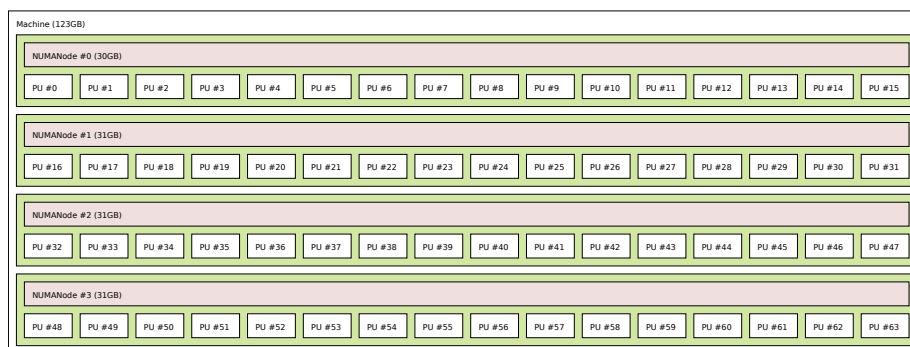 Machine (123GB)
NUMANode #0 (30GB)
PU #0 PU #1 PU #2 PU #3 PU #4 PU #5 PU #6 PU #7 PU #8 PU #9 PU #10 PU #11 PU #12 PU #13 PU #14 PU #15
NUMANode #1 (31GB)
PU #16 PU #17 PU #18 PU #19 PU #20 PU #21 PU #22 PU #23 PU #24 PU #25 PU #26 PU #27 PU #28 PU #29 PU #30 PU #31
NUMANode #2 (31GB)
PU #32 PU #33 PU #34 PU #35 PU #36 PU #37 PU #38 PU #39 PU #40 PU #41 PU #42 PU #43 PU #44 PU #45 PU #46 PU #47
NUMANode #3 (31GB)
PU #48 PU #49 PU #50 PU #51 PU #52 PU #53 PU #54 PU #55 PU #56 PU #57 PU #58 PU #59 PU #60 PU #61 PU #62 PU #63